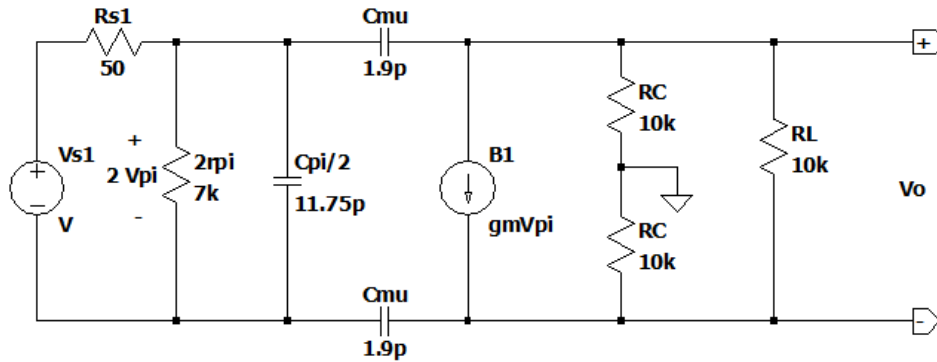 Rs1
50
Cmu
1.9p
+
Vs1
V
+
2 Vpi
-
2rpi
7k
Cpi/2
11.75p
B1
gmVpi
RC
10k
RC
10k
RL
10k
Vo
-
Cmu
1.9p